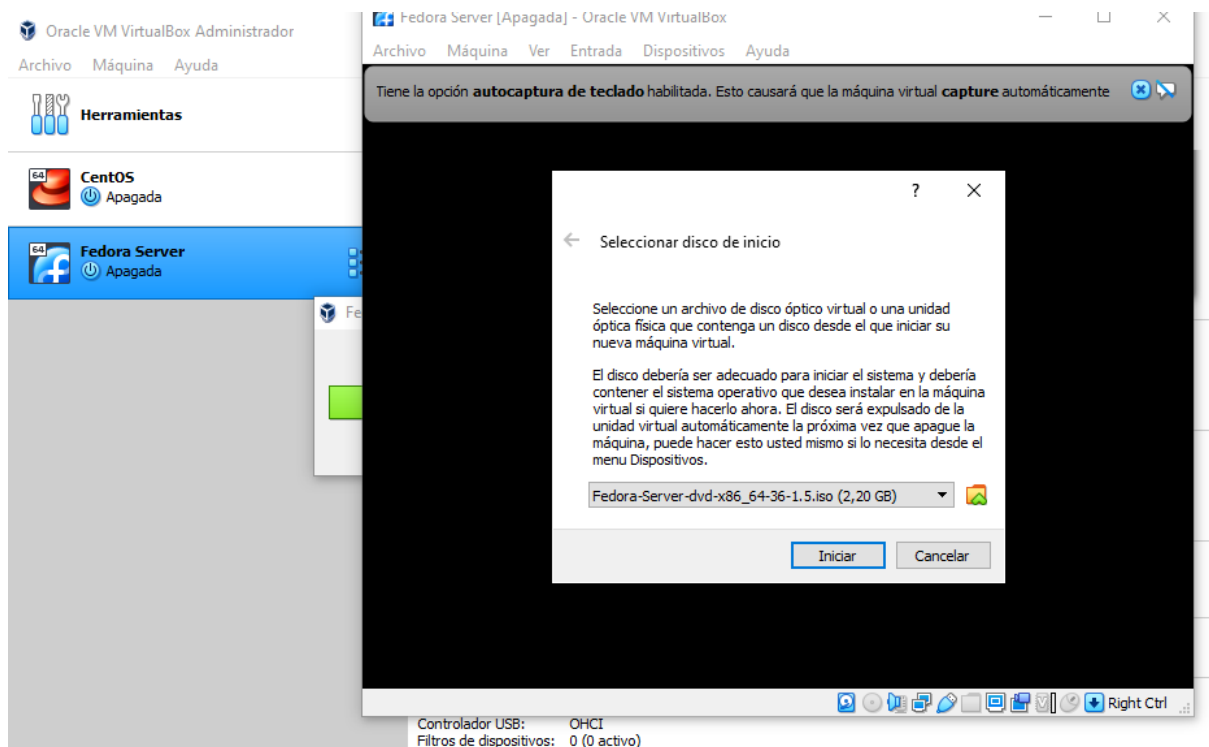 Oracle VM VirtualBox Administrador
Archivo Máquina Ayuda
Herramientas
64
CentOS
Apagada
64
Fedora Server
Apagada
Fe
Fedora Server [Apagada] - Oracle VM VirtualBox
Archivo Máquina Ver Entrada Dispositivos Ayuda
Tiene la opción autocaptura de teclado habilitada. Esto causará que la máquina virtual capture automáticamente
?
Seleccionar disco de inicio
Seleccione un archivo de disco óptico virtual o una unidad
óptica física que contenga un disco desde el que iniciar su
nueva máquina virtual.
El disco debería ser adecuado para iniciar el sistema y debería
contener el sistema operativo que desea instalar en la máquina
virtual si quiere hacerlo ahora. El disco será expulsado de la
unidad virtual automáticamente la próxima vez que apague la
máquina, puede hacer esto usted mismo si lo necesita desde el
menu Dispositivos.
Fedora-Server-dvd-x86_64-36-1.5.iso (2,20 GB)
Iniciar Cancelar
Right Ctrl
Controlador USB: OHCI
Filtros de dispositivos: 0 (0 activo)